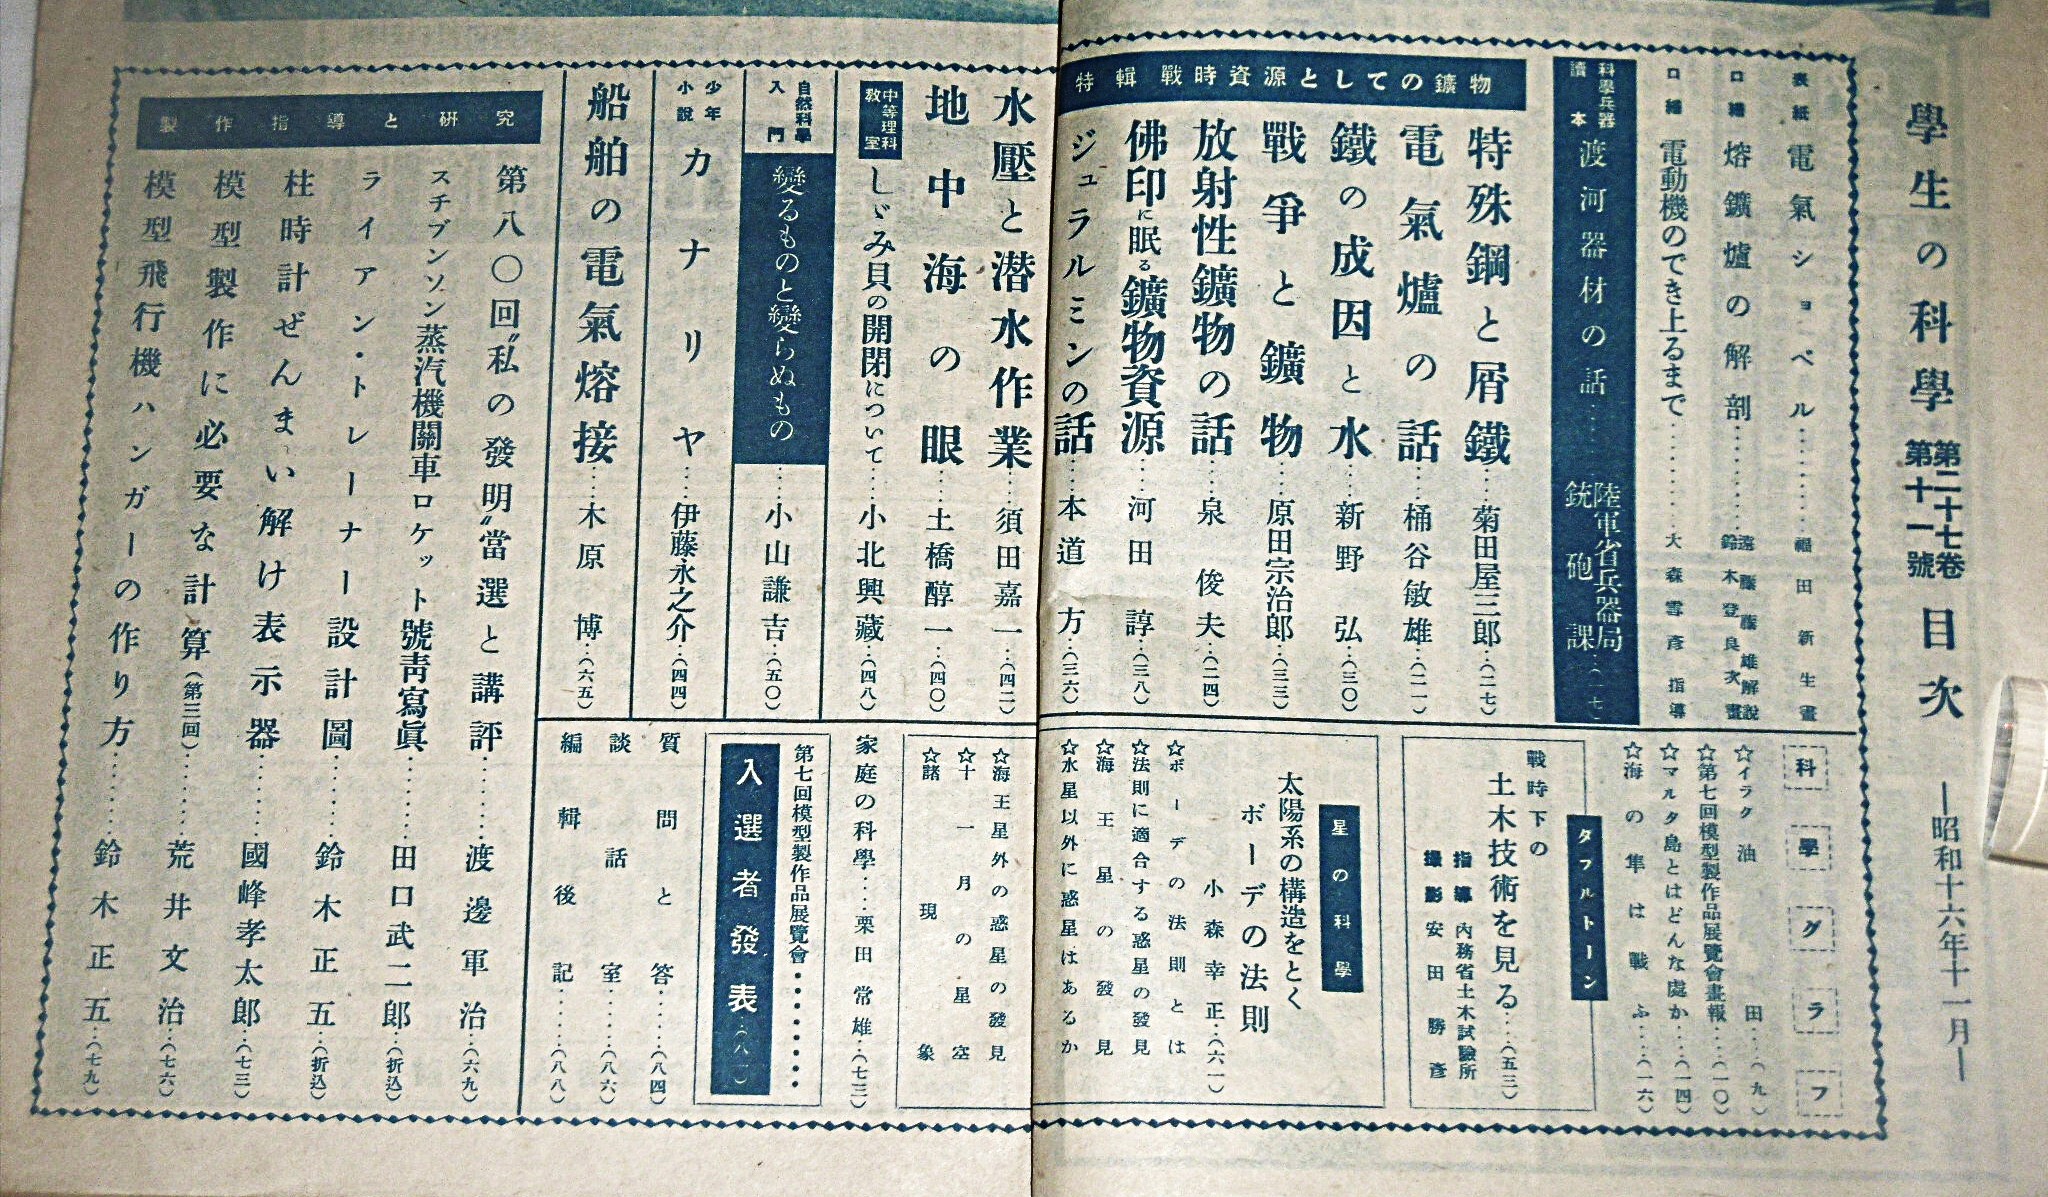 學生の科學 第二十七卷 第十一號 目次 ―昭和十六年十一月―
表紙 電氣ショベル………福田新生畫
口繪 熔鑛爐の解剖………遠藤藤雄解説 鈴木登良次畫
口繪 電動機のでき上るまで………大森雪彥指導
科學兵器讀本 渡河器材の話……陸軍省兵器局銃砲課…(一七)
特輯 戰時資源としての鑛物
特殊鋼と屑鐵…菊田屋三郎…(二七)
電氣爐の話…桶谷敏雄…(二一)
鐵の成因と水…新野弘…(三〇)
戰爭と鑛物…原田宗治郎…(三三)
放射性鑛物の話…泉俊夫…(二四)
佛印に眠る鑛物資源…河田諄…(三八)
ジュラルミンの話…本道方…(三六)
水壓と潜水作業…須田嘉一…(四二)
地中海の眼…土橋醇一…(四〇)
中等理科教室 しゞみ貝の開閉について…小北興藏…(四八)
自然科學入門 變るものと變らぬもの…小山謙吉…(五〇)
少年小説 カナリヤ…伊藤永之介…(四四)
船舶の電氣熔接…木原博…(六五)
科學グラフ
☆イラク油田…(九)
☆第七回模型製作品展覽會畫報…(一〇)
☆マルタ島とはどんな處か…(一四)
☆海の隼は戰ふ…(一六)
ダフルトーン
戰時下の
土木技術を見る…(五三)
指導 內務省土木試驗所
撮影 安田勝彥
星の科學
太陽系の構造をとく
ボーデの法則
小森幸正…(六一)
☆ボーデの法則とは
☆法則に適合する惑星の發見
☆海王星の發見
☆水星以外に惑星はあるか
☆海王星外の惑星の發見
☆十一月の星空
☆諸現象
家庭の科學…栗田常雄…(七三)
第七回模型製作品展覽會………
入選者發表…(八一)
質問と答…(八四)
談話室…(八六)
編輯後記…(八八)
製作指導と研究
第八〇回〝私の發明〟當選と講評………渡邊軍治…(六九)
スチブンソン蒸汽機關車ロケット號靑寫眞………田口武二郎…(折込)
ライアン・トレーナー設計圖………鈴木正五…(折込)
柱時計ぜんまい解け表示器………國峰孝太郎…(七三)
模型製作に必要な計算(第三回)………荒井文治…(七六)
模型飛行機ハンガーの作り方………鈴木正五…(七九)